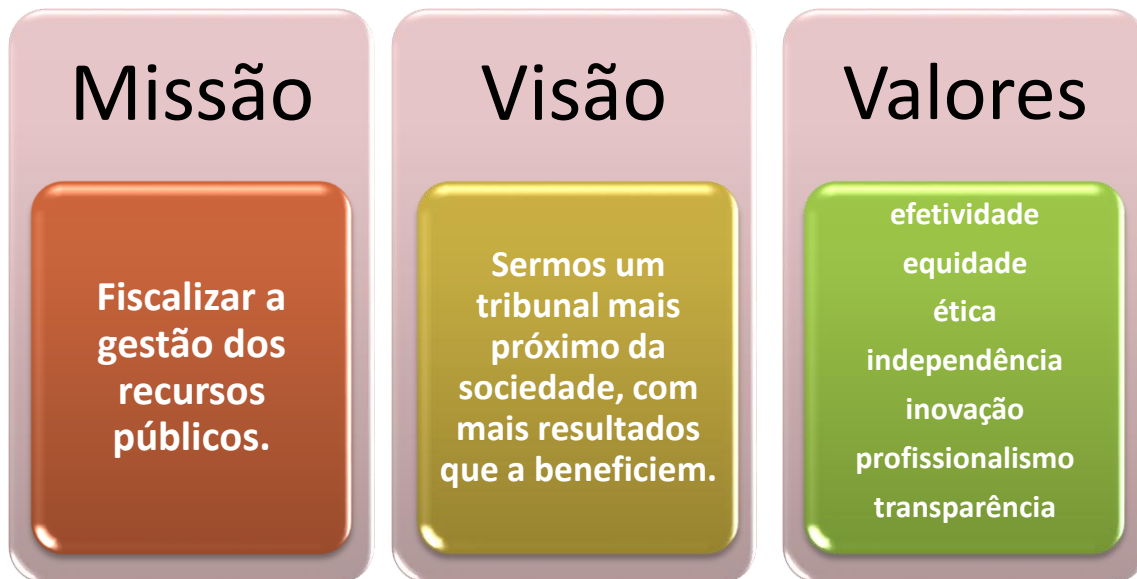 Missão
Fiscalizar a
gestão dos
recursos
públicos.
Visão
Sermos um
tribunal mais
próximo da
sociedade, com
mais resultados
que a beneficiem.
Valores
efetividade
equidade
ética
independência
inovação
profissionalismo
transparência